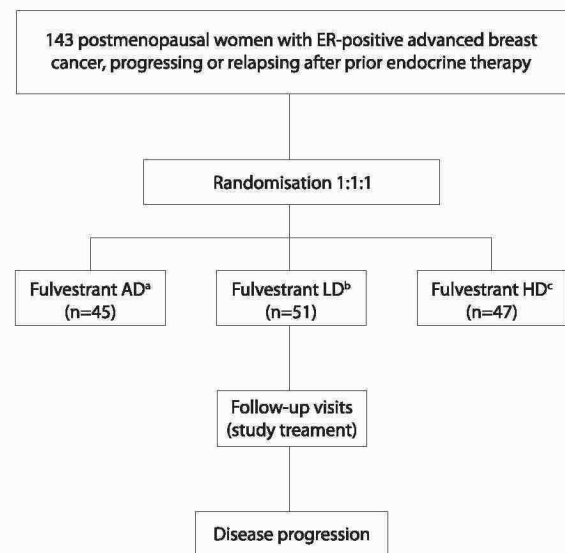 143 postmenopausal women with ER-positive advanced breast
cancer, progressing or relapsing after prior endocrine therapy
Randomisation 1:1:1
Fulvestrant ADᵃ
(n=45)
Fulvestrant LDᵇ
(n=51)
Fulvestrant HDᶜ
(n=47)
Follow-up visits
(study treament)
Disease progression